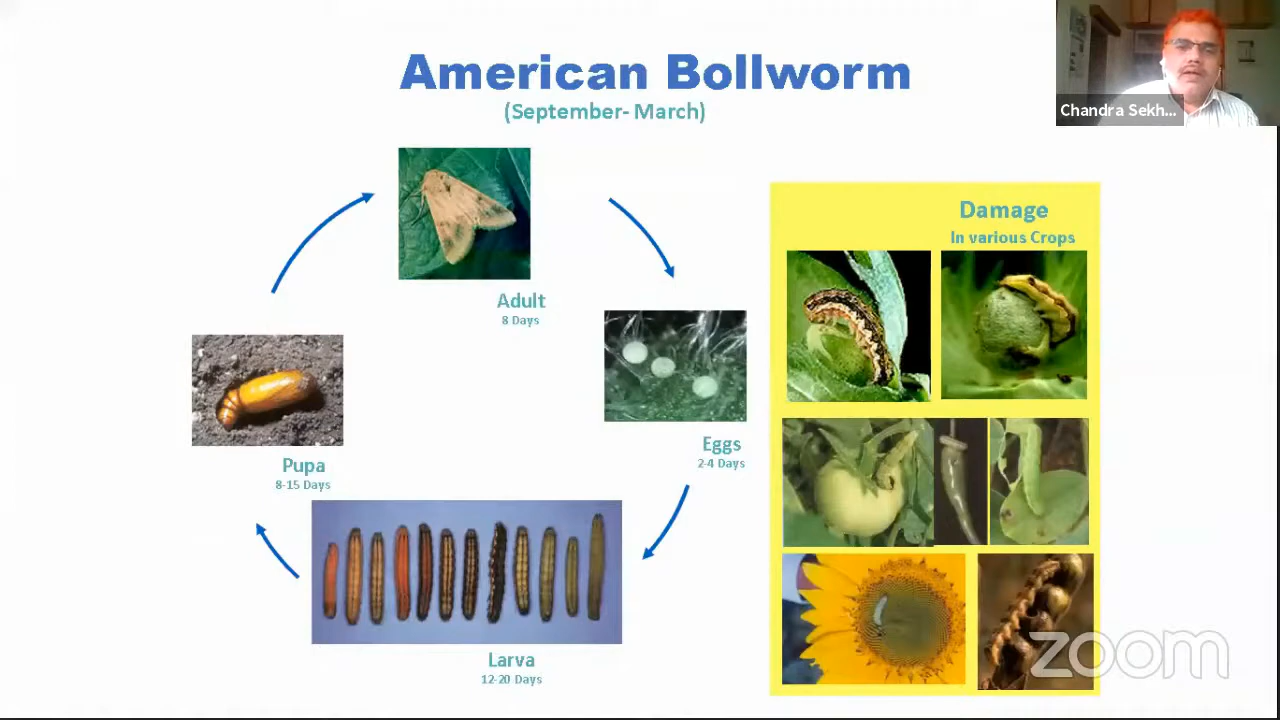 American Bollworm
(September- March)
Chandra Sekh...
Adult
8 Days
Eggs
2-4 Days
Larva
12-20 Days
Pupa
8-15 Days
Damage
In various Crops
zoom